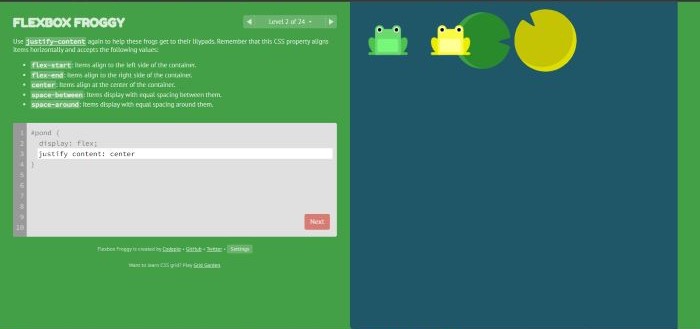 FLEXBOX FROGGY
Level 2 of 24
Use justify-content again to help these frogs get to their lilypads. Remember that this CSS property aligns
items horizontally and accepts the following values:
flex-start: Items align to the left side of the container.
flex-end: Items align to the right side of the container.
center: Items align at the center of the container.
space-between: Items display with equal spacing between them.
space-around: Items display with equal spacing around them.
1 #pond {
2 display: flex;
3 justify content: center
4 }
5
6
7
8
9
10
Next
Flexbox Froggy is created by Codepip • GitHub • Twitter • Settings
Want to learn CSS grid? Play Grid Garden.